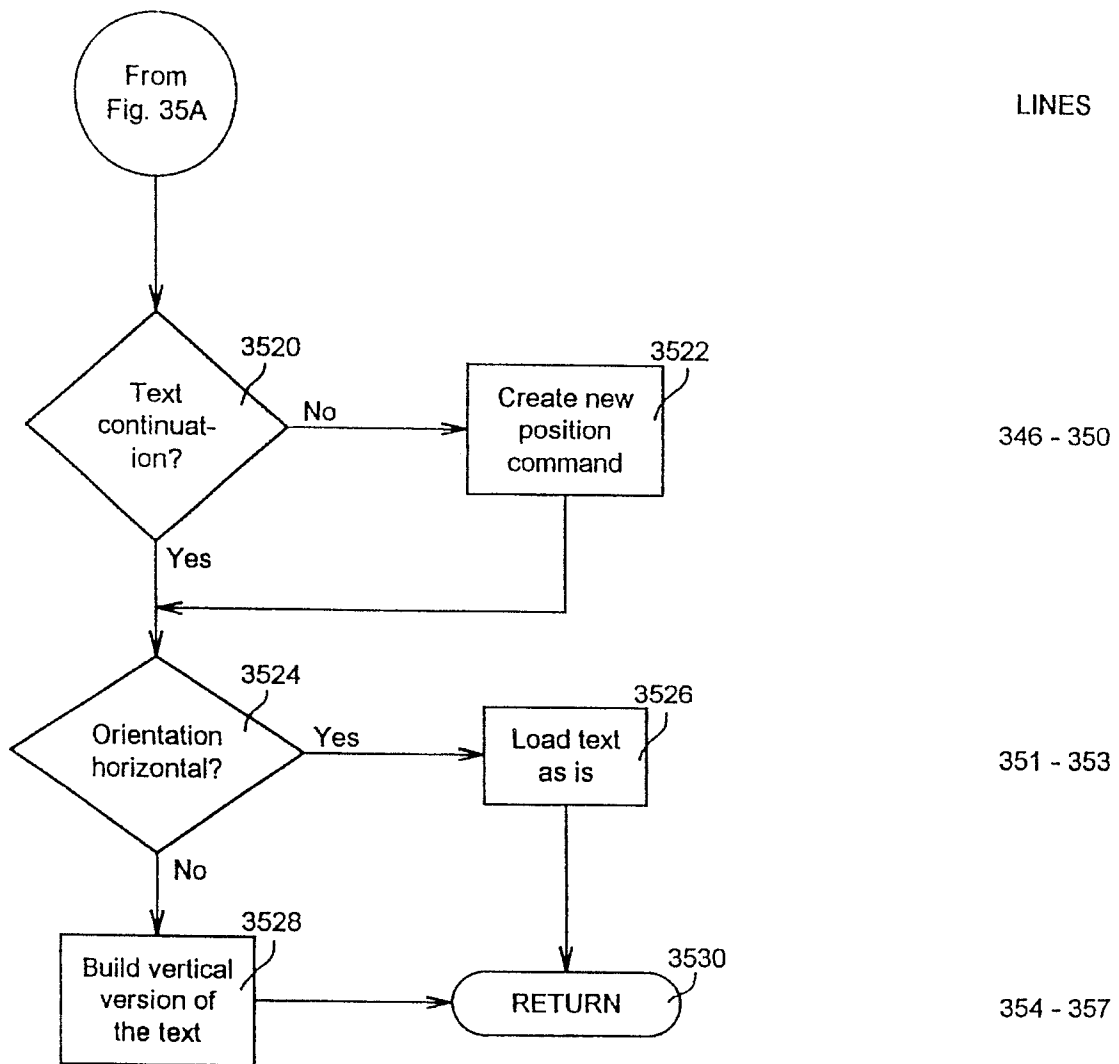 From
Fig. 35A
LINES
3520
Text
continuat-
ion?
No
3522
Create new
position
command
346 - 350
Yes
3524
Orientation
horizontal?
Yes
3526
Load text
as is
351 - 353
No
3528
Build vertical
version of
the text
3530
RETURN
354 - 357